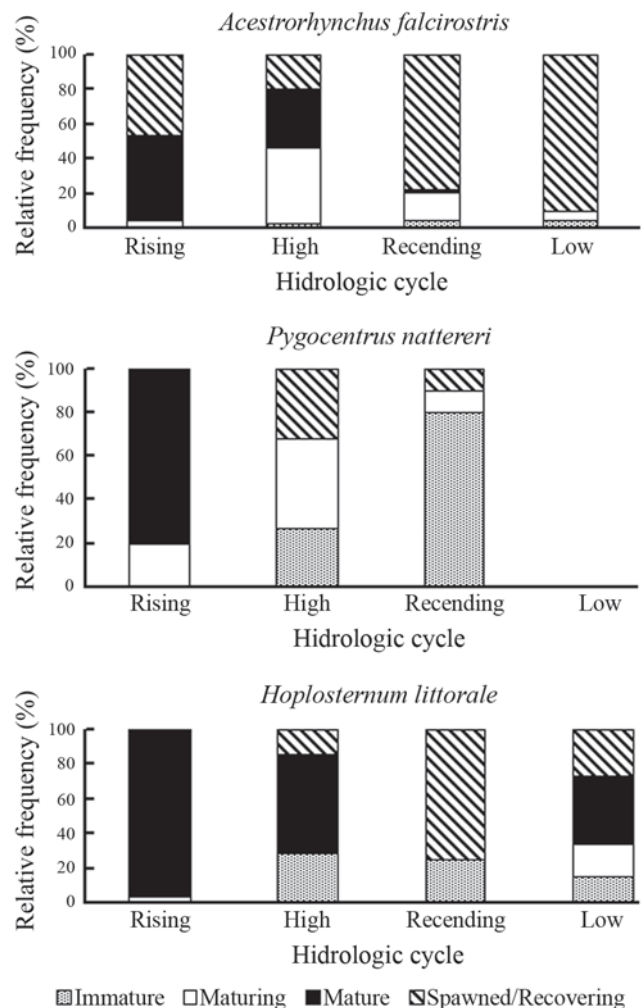 Acestrorhynchus falcirostris
Relative frequency (%)
100
80
60
40
20
0
Rising High Recending Low
Hidrologic cycle
Pygocentrus nattereri
Relative frequency (%)
100
80
60
40
20
0
Rising High Recending Low
Hidrologic cycle
Hoplosternum littorale
Relative frequency (%)
100
80
60
40
20
0
Rising High Recending Low
Hidrologic cycle
Immature Maturing Mature Spawned/Recovering